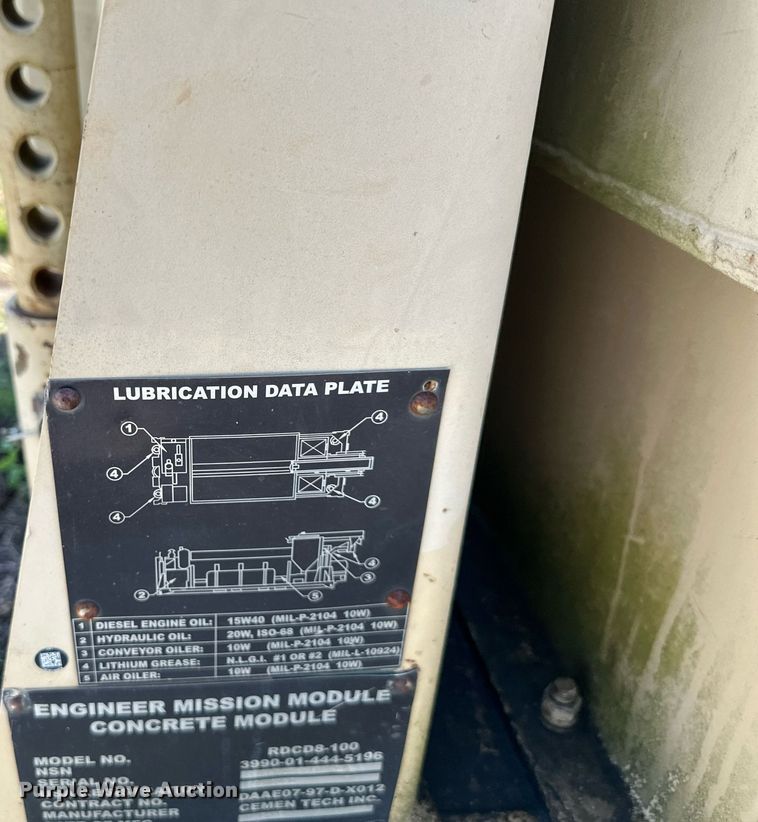 LUBRICATION DATA PLATE
1
4
4
4
4
4
3
2
5
1 DIESEL ENGINE OIL: 15W40 (MIL-P-2104 10W)
2 HYDRAULIC OIL: 20W, ISO-68 (MIL-P-2104 10W)
3 CONVEYOR OILER: 10W (MIL-P-2104 10W)
4 LITHIUM GREASE: N.L.G.I. #1 OR #2 (MIL-L-10924)
5 AIR OILER: 10W (MIL-P-2104 10W)
ENGINEER MISSION MODULE
CONCRETE MODULE
MODEL NO. RDCD8-100
NSN 3990-01-444-5196
SERIAL NO.
CONTRACT NO. DAAE07-97-D-X012
MANUFACTURER CEMEN TECH INC.
Purple Wave Auction